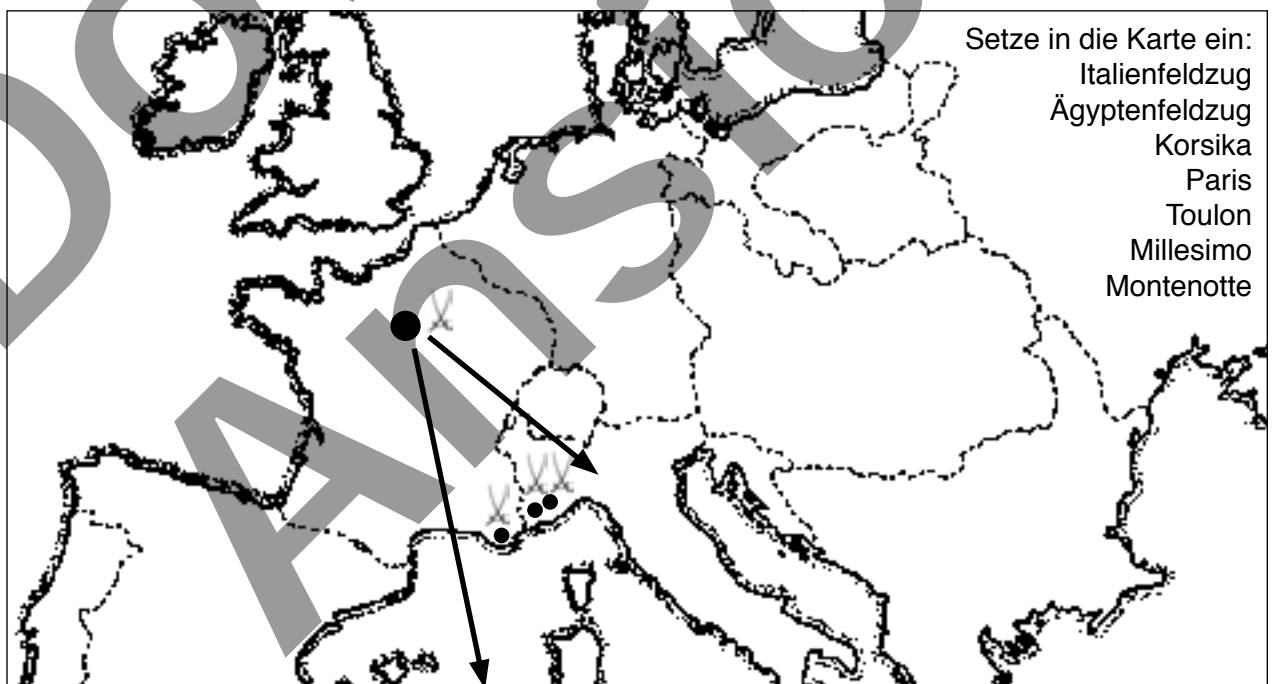 Setze in die Karte ein:
Italienfeldzug
Ägyptenfeldzug
Korsika
Paris
Toulon
Millesimo
Montenotte